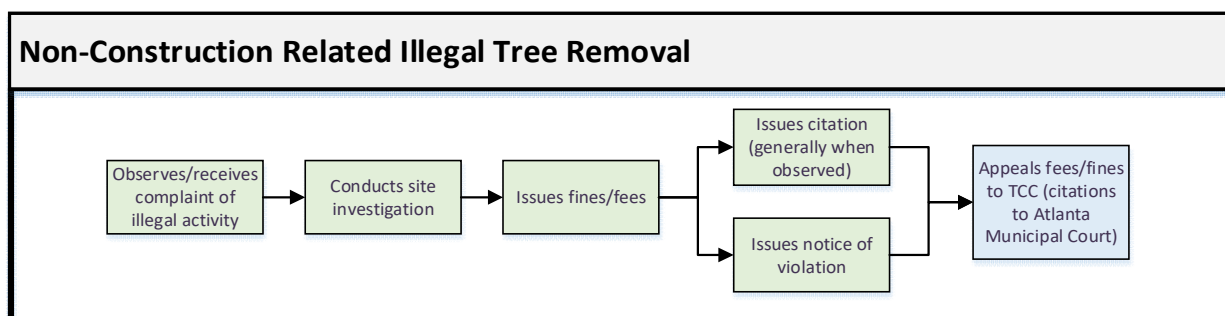 Non-Construction Related Illegal Tree Removal
Observes/receives
complaint of
illegal activity
Conducts site
investigation
Issues fines/fees
Issues citation
(generally when
observed)
Issues notice of
violation
Appeals fees/fines
to TCC (citations
to Atlanta
Municipal Court)